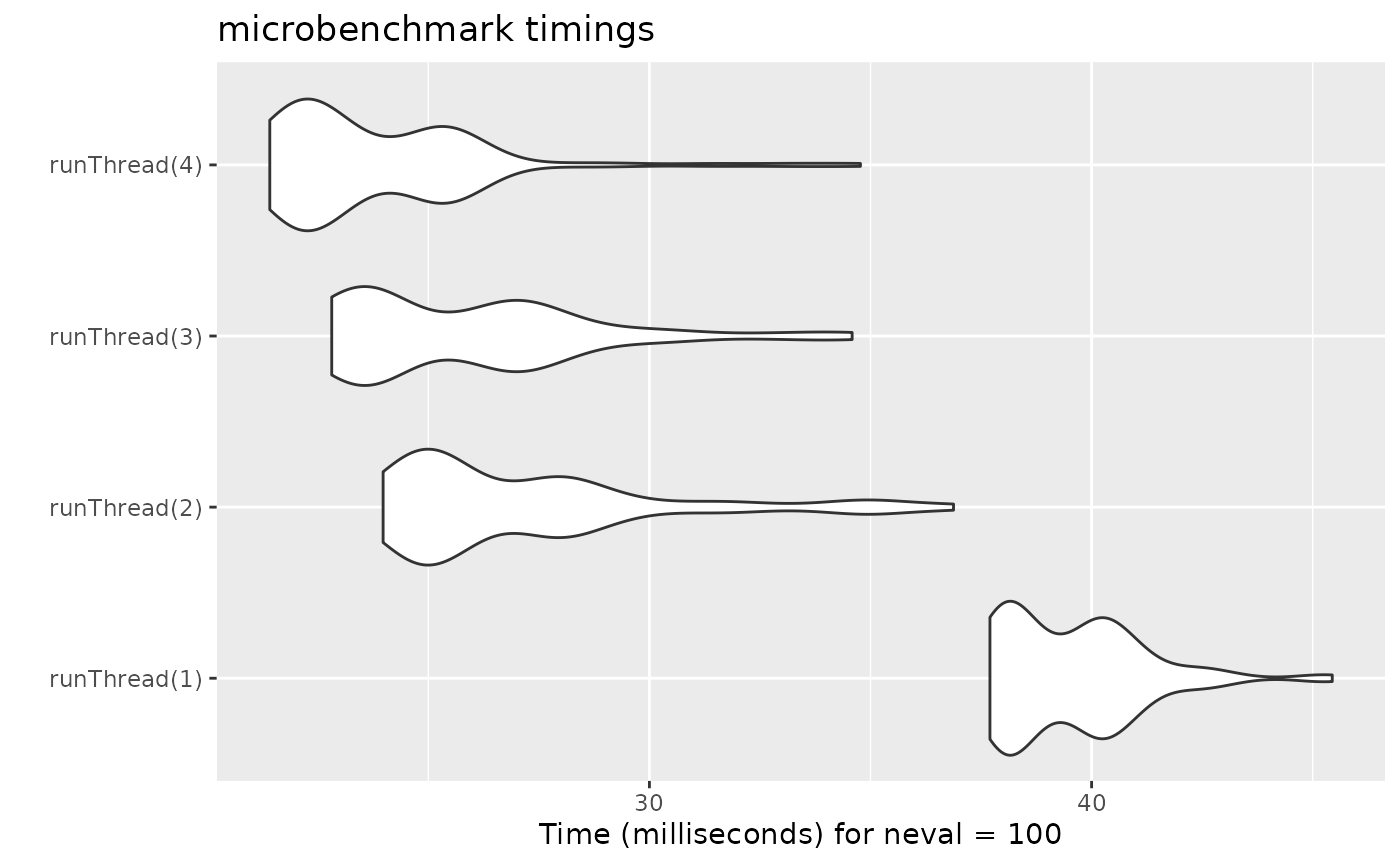 microbenchmark timings
runThread(4)
runThread(3)
runThread(2)
runThread(1)
30 40
Time (milliseconds) for neval = 100